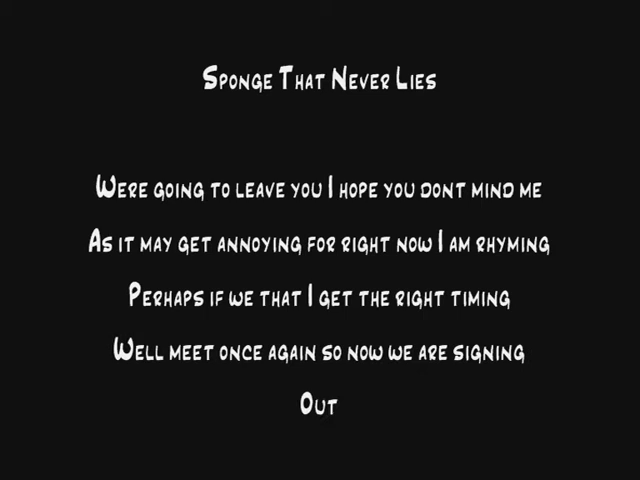 Sponge That Never Lies
Were going to leave you I hope you dont mind me
As it may get annoying for right now I am rhyming
Perhaps if we that I get the right timing
Well meet once again so now we are signing
Out